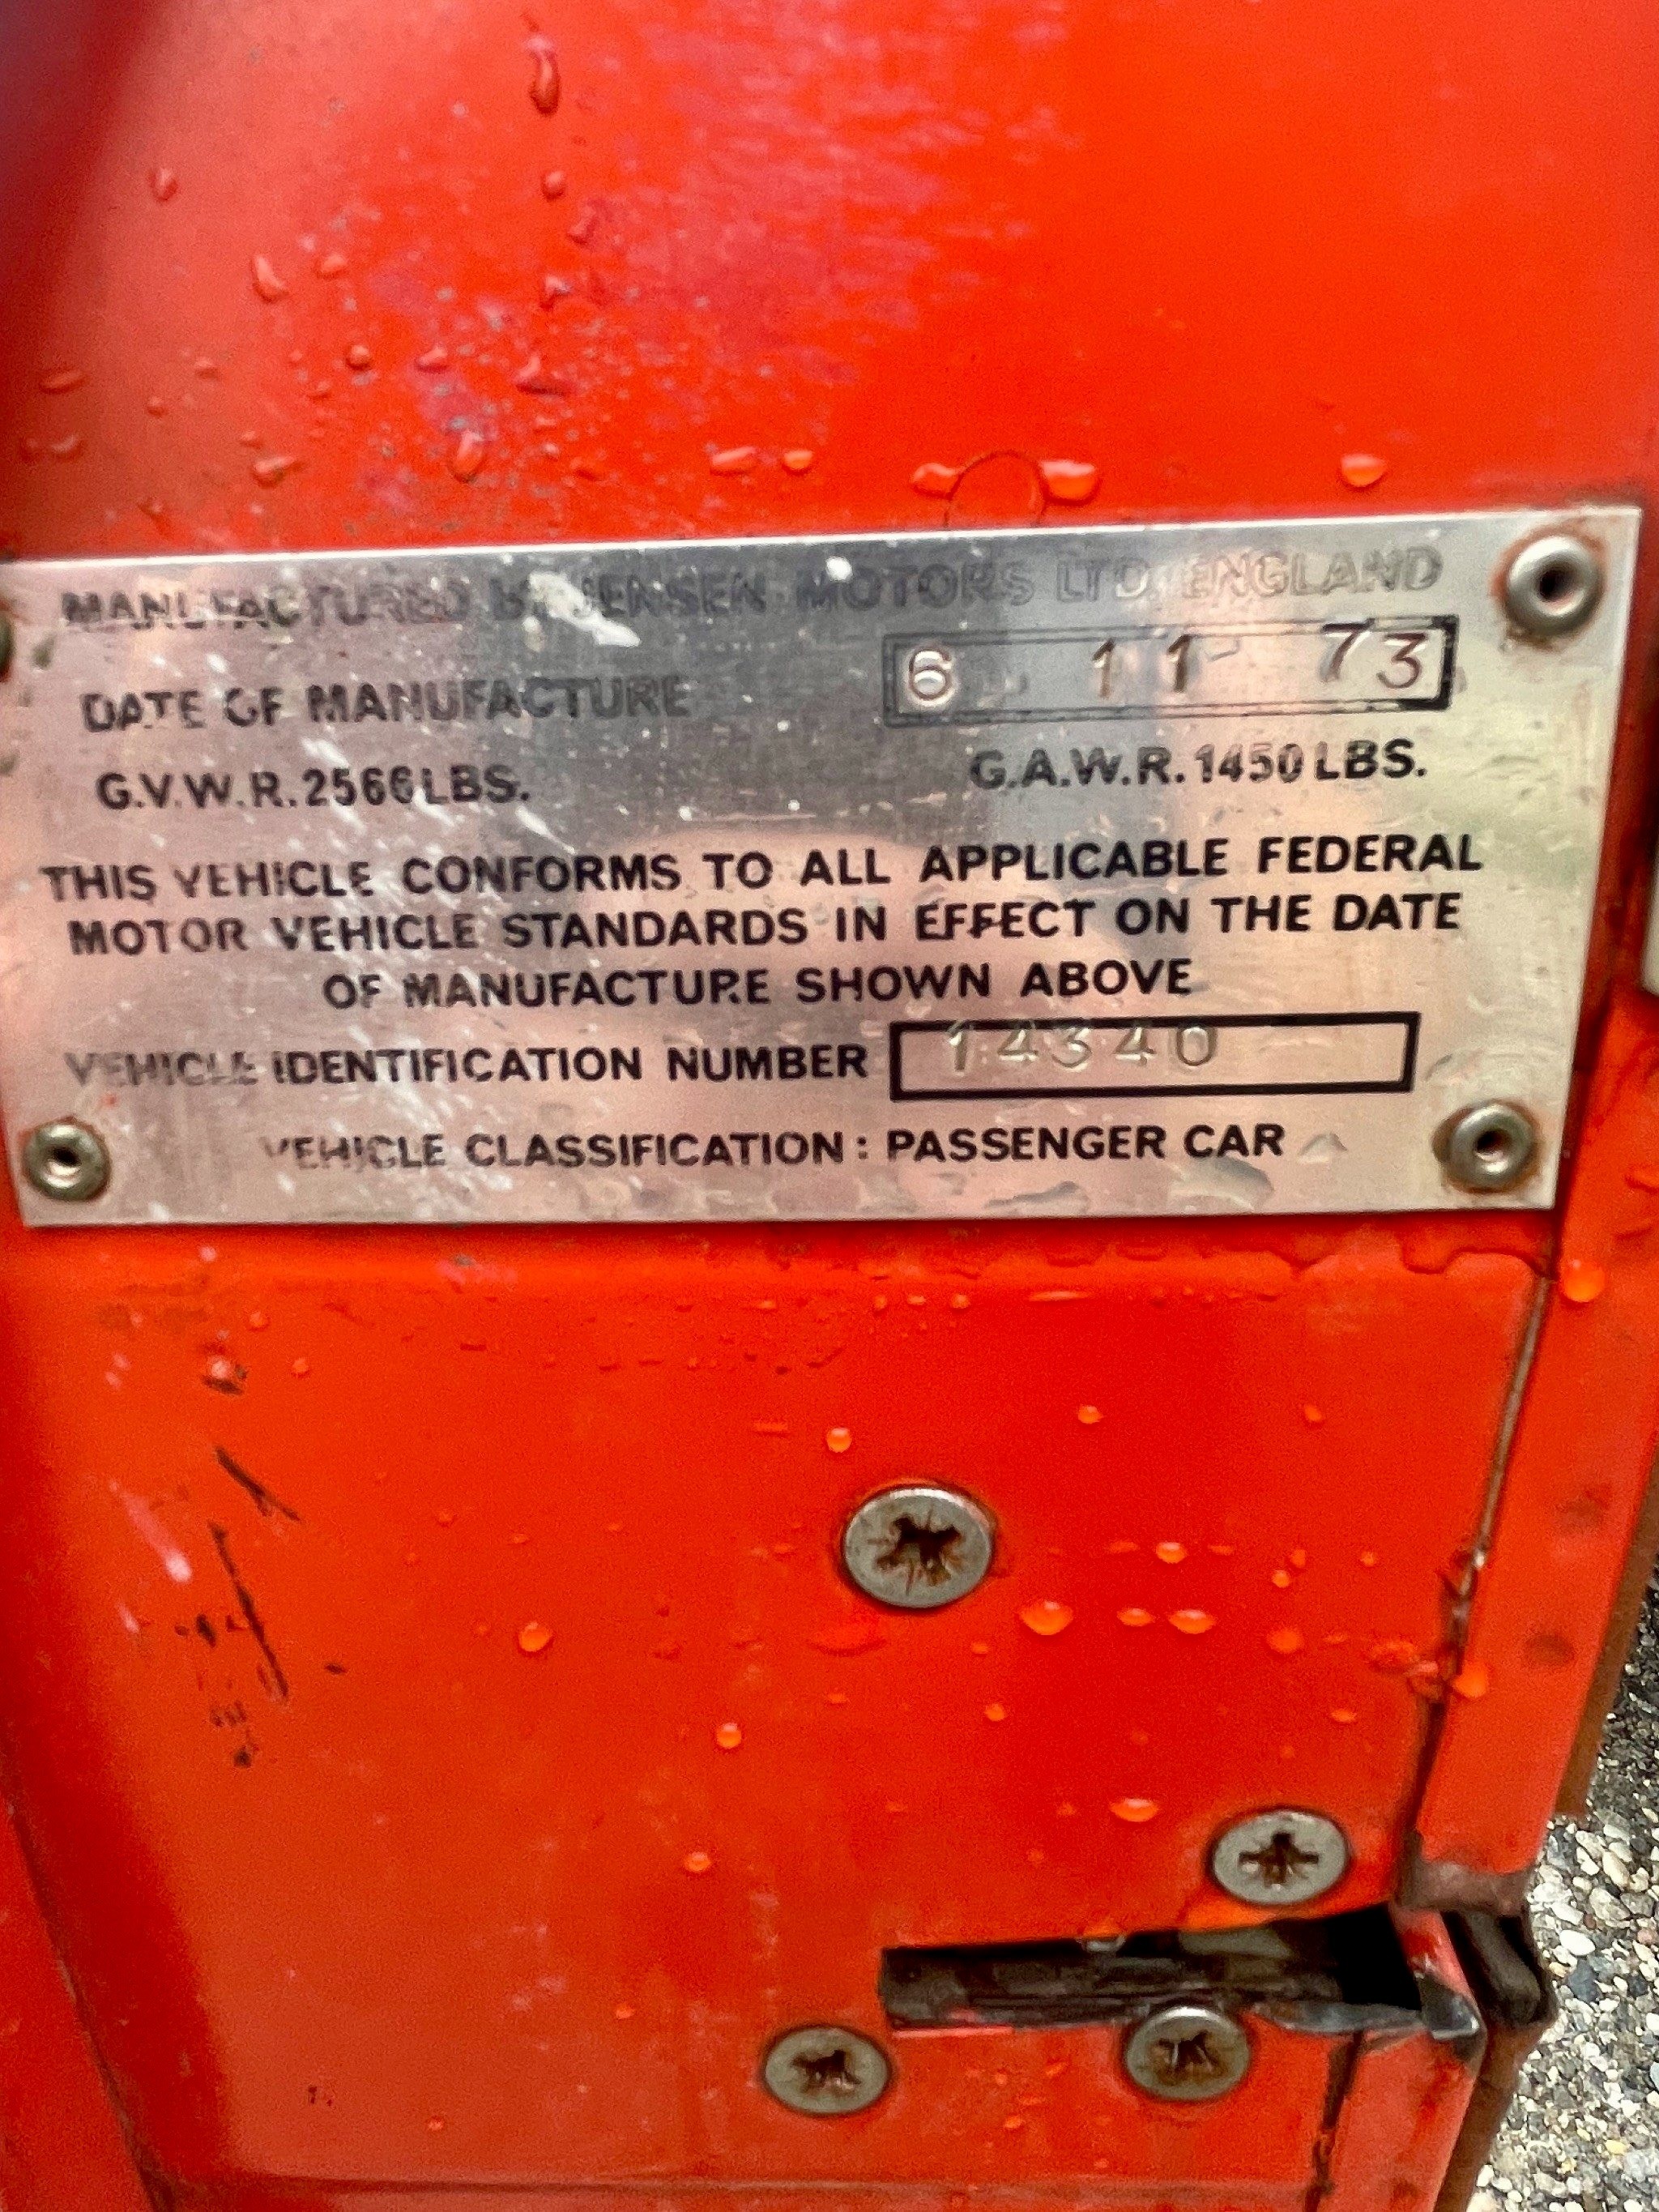 MANUFACTURED BY JENSEN MOTORS LTD. ENGLAND
DATE OF MANUFACTURE 6 11 73
G.V.W.R. 2566 LBS. G.A.W.R. 1450 LBS.
THIS VEHICLE CONFORMS TO ALL APPLICABLE FEDERAL
MOTOR VEHICLE STANDARDS IN EFFECT ON THE DATE
OF MANUFACTURE SHOWN ABOVE
VEHICLE IDENTIFICATION NUMBER 14340
VEHICLE CLASSIFICATION: PASSENGER CAR